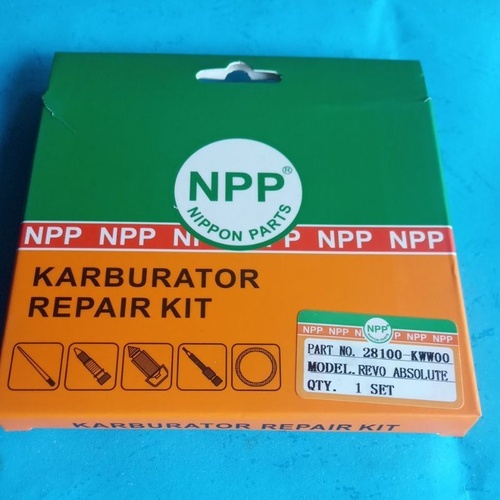 NPP®
NIPPON PARTS
NPP NPP NPP NPP NPP
KARBURATOR
REPAIR KIT
NPP NPP N NPP NPP NPP
PART NO. 28100-KWW00
MODEL. REVO ABSOLUTE
QTY. 1 SET
KARBURATOR REPAIR KIT